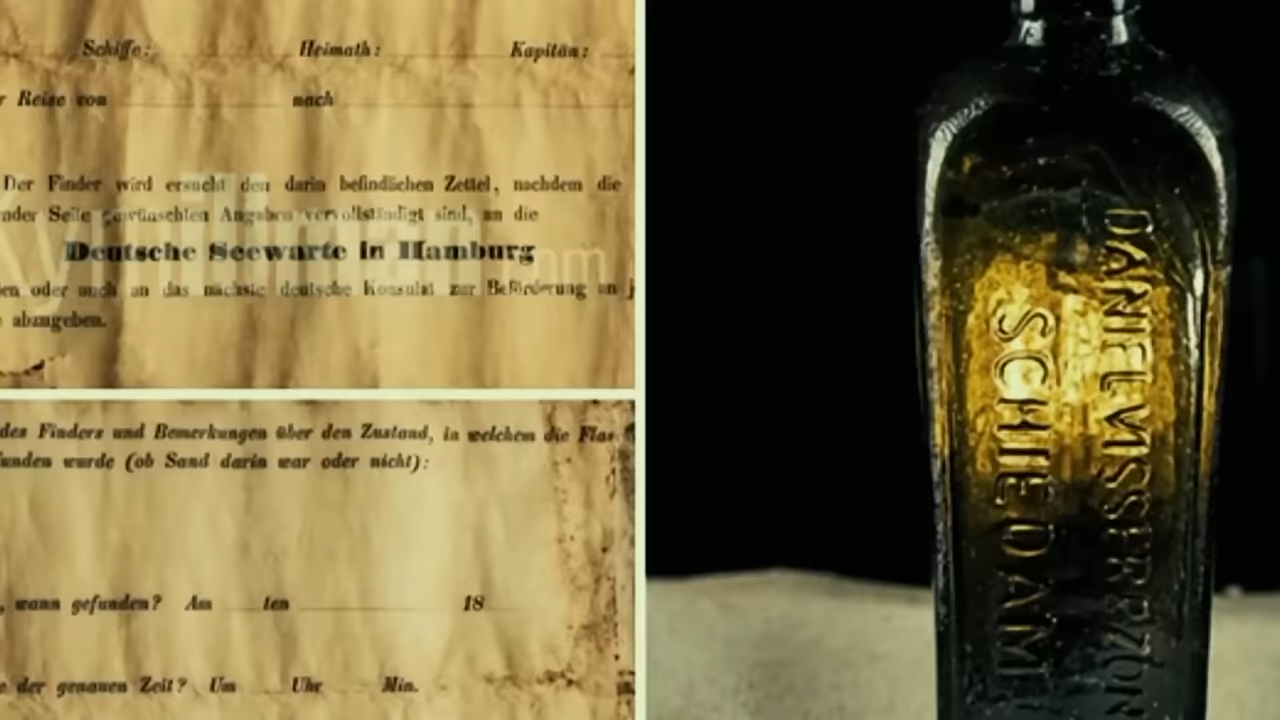 Schiffe: Heimath: Kapitän:
r Reise von nach
Der Finder wird ersucht den darin befindlichen Zettel, nachdem die
nder Seite gewünschten Angaben vervollständigt sind, an die
Deutsche Seewarte in Hamburg
en oder auch an das nächste deutsche Konsulat zur Beförderung an j
e abzugeben.
des Finders und Bemerkungen über den Zustand, in welchem die Flas
funden wurde (ob Sand darin war oder nicht):
, wann gefunden? Am ten 18
e der genauen Zeit? Um Uhr Min.
DANIEL VISSER & ZONEN
SCHIEDAM